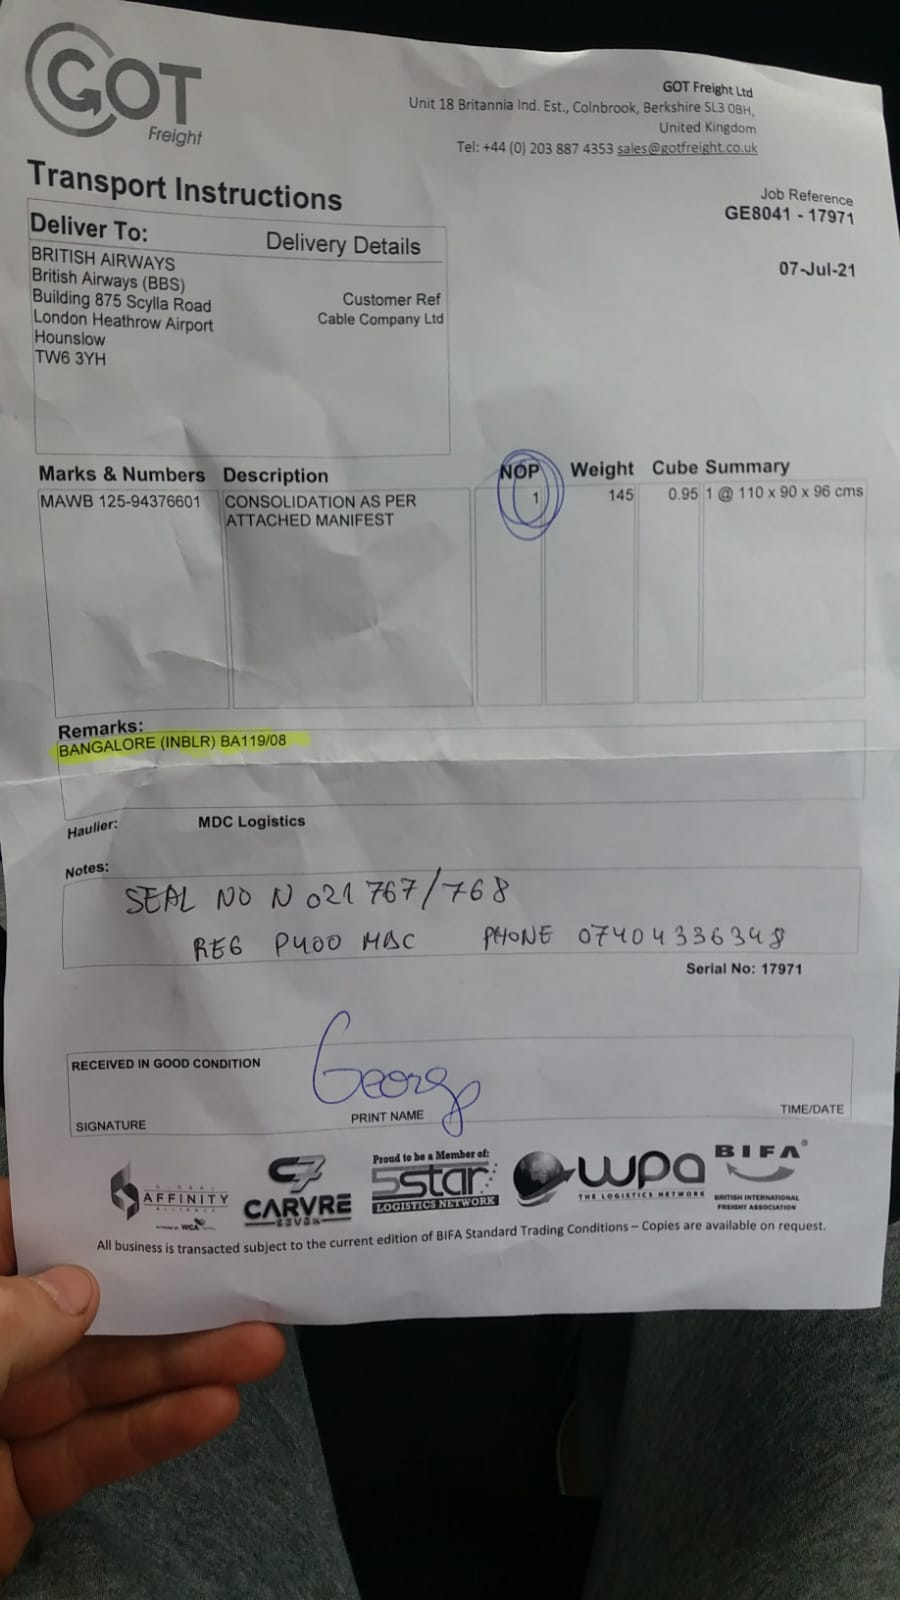 GOT
Freight
GOT Freight Ltd
Unit 18 Britannia Ind. Est., Colnbrook, Berkshire SL3 0BH,
United Kingdom
Tel: +44 (0) 203 887 4353 sales@gotfreight.co.uk
Transport Instructions
Job Reference
GE8041 - 17971
07-Jul-21
Deliver To:
Delivery Details
BRITISH AIRWAYS
British Airways (BBS)
Building 875 Scylla Road
London Heathrow Airport
Hounslow
TW6 3YH
Customer Ref
Cable Company Ltd
Marks & Numbers Description NOP Weight Cube Summary
MAWB 125-94376601 CONSOLIDATION AS PER 1 145 0.95 1 @ 110 x 90 x 96 cms
ATTACHED MANIFEST
Remarks:
BANGALORE (INBLR) BA119/08
Haulier: MDC Logistics
Notes:
SEAL NO N 021767/768
REG P400 MDC PHONE 07404336348
Serial No: 17971
RECEIVED IN GOOD CONDITION
Georg
SIGNATURE PRINT NAME TIME/DATE
GLOBAL
AFFINITY
ALLIANCE
WCA
C7
CARVRE
SEVEN
Proud to be a Member of:
5star
LOGISTICS NETWORK
wpa
THE LOGISTICS NETWORK
BIFA®
BRITISH INTERNATIONAL
FREIGHT ASSOCIATION
All business is transacted subject to the current edition of BIFA Standard Trading Conditions – Copies are available on request.